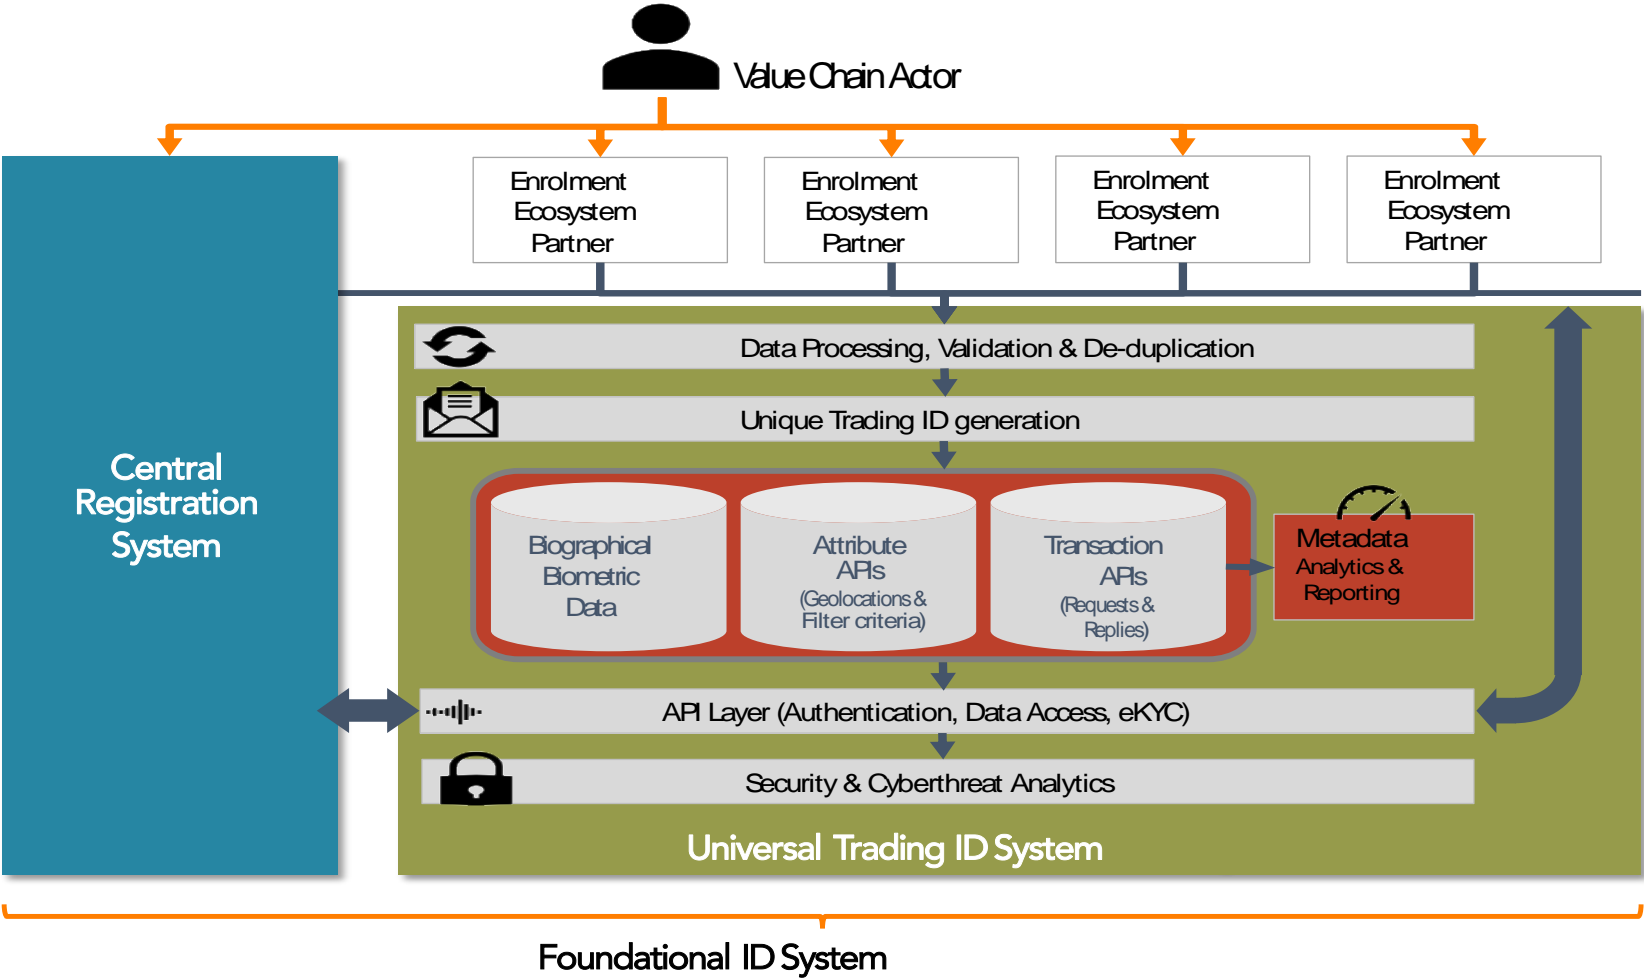 Value Chain Actor
Enrolment
Ecosystem
Partner
Enrolment
Ecosystem
Partner
Enrolment
Ecosystem
Partner
Enrolment
Ecosystem
Partner
Central
Registration
System
Data Processing, Validation & De-duplication
Unique Trading ID generation
Biographical
Biometric
Data
Attribute
APIs
(Geolocations &
Filter criteria)
Transaction
APIs
(Requests &
Replies)
Metadata
Analytics &
Reporting
API Layer (Authentication, Data Access, eKYC)
Security & Cyberthreat Analytics
Universal Trading ID System
Foundational ID System